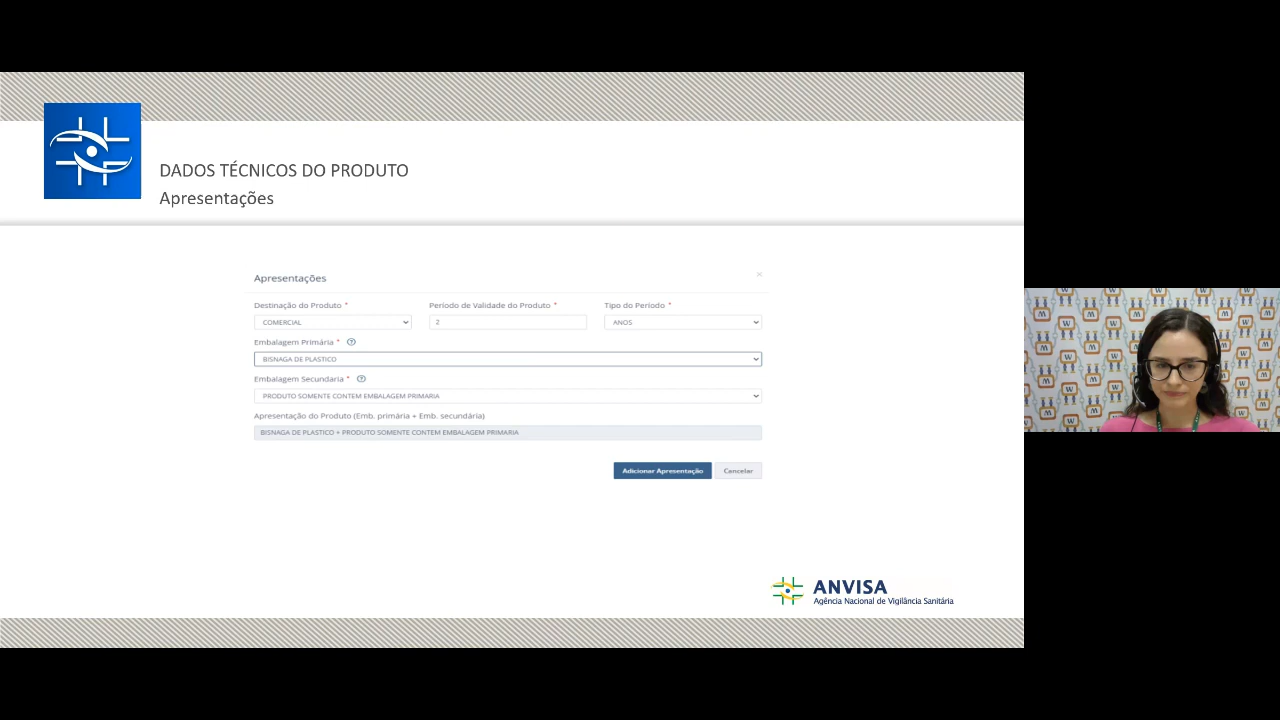 DADOS TÉCNICOS DO PRODUTO
Apresentações
Apresentações ×
Destinação do Produto * Período de Validade do Produto * Tipo do Período *
COMERCIAL 2 ANOS
Embalagem Primária * ?
BISNAGA DE PLASTICO
Embalagem Secundaria * ?
PRODUTO SOMENTE CONTEM EMBALAGEM PRIMARIA
Apresentação do Produto (Emb. primária + Emb. secundária)
BISNAGA DE PLASTICO + PRODUTO SOMENTE CONTEM EMBALAGEM PRIMARIA
Adicionar Apresentação Cancelar
ANVISA
Agência Nacional de Vigilância Sanitária